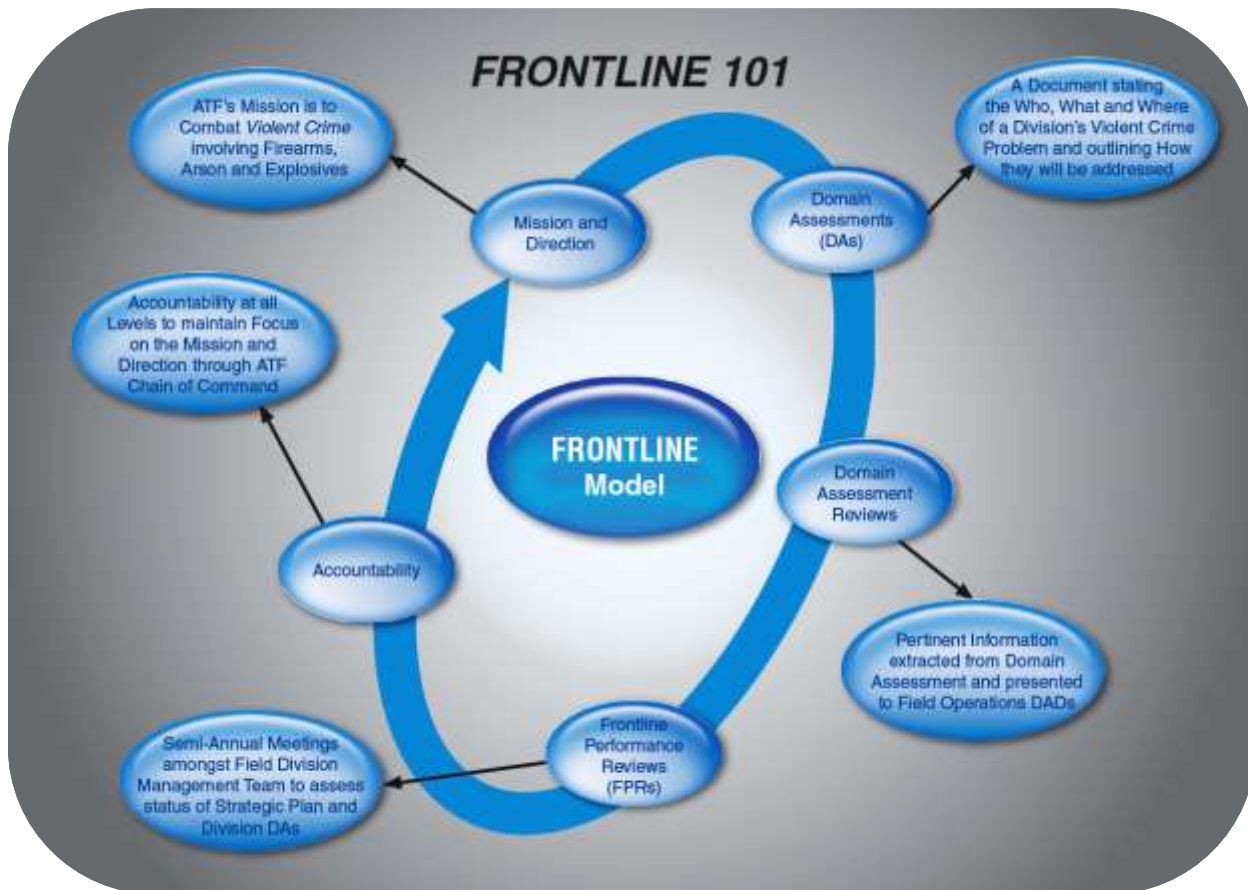 FRONTLINE 101
ATF's Mission is to
Combat Violent Crime
involving Firearms,
Arson and Explosives
A Document stating
the Who, What and Where
of a Division's Violent Crime
Problem and outlining How
they will be addressed
Mission and
Direction
Domain
Assessments
(DAs)
Accountability at all
Levels to maintain Focus
on the Mission and
Direction through ATF
Chain of Command
FRONTLINE
Model
Domain
Assessment
Reviews
Accountability
Pertinent Information
extracted from Domain
Assessment and presented
to Field Operations DADs
Frontline
Performance
Reviews
(FPRs)
Semi-Annual Meetings
amongst Field Division
Management Team to assess
status of Strategic Plan and
Division DAs